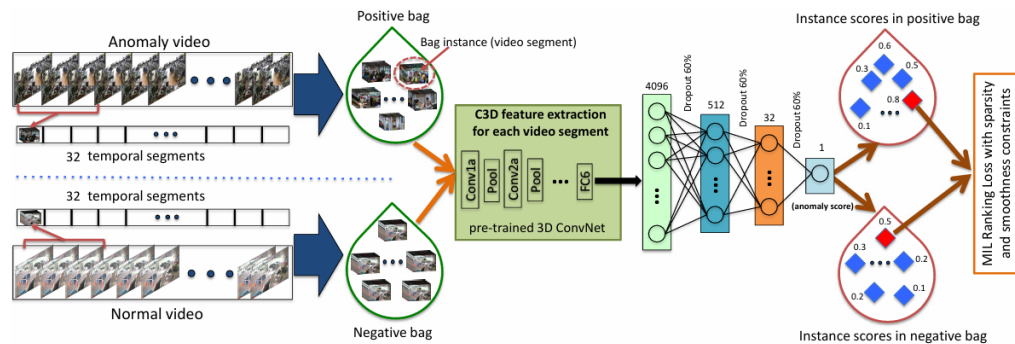 Positive bag
Bag instance (video segment)
Anomaly video
32 temporal segments
32 temporal segments
Normal video
Negative bag
C3D feature extraction
for each video segment
Conv1a
Pool
Conv2a
Pool
FC6
pre-trained 3D ConvNet
4096
Dropout 60%
512
Dropout 60%
32
Dropout 60%
1
(anomaly score)
Instance scores in positive bag
0.6
0.3
0.5
0.8
0.1
0.5
0.3
0.2
0.2
0.1
Instance scores in negative bag
MIL Ranking Loss with sparsity
and smoothness constraints